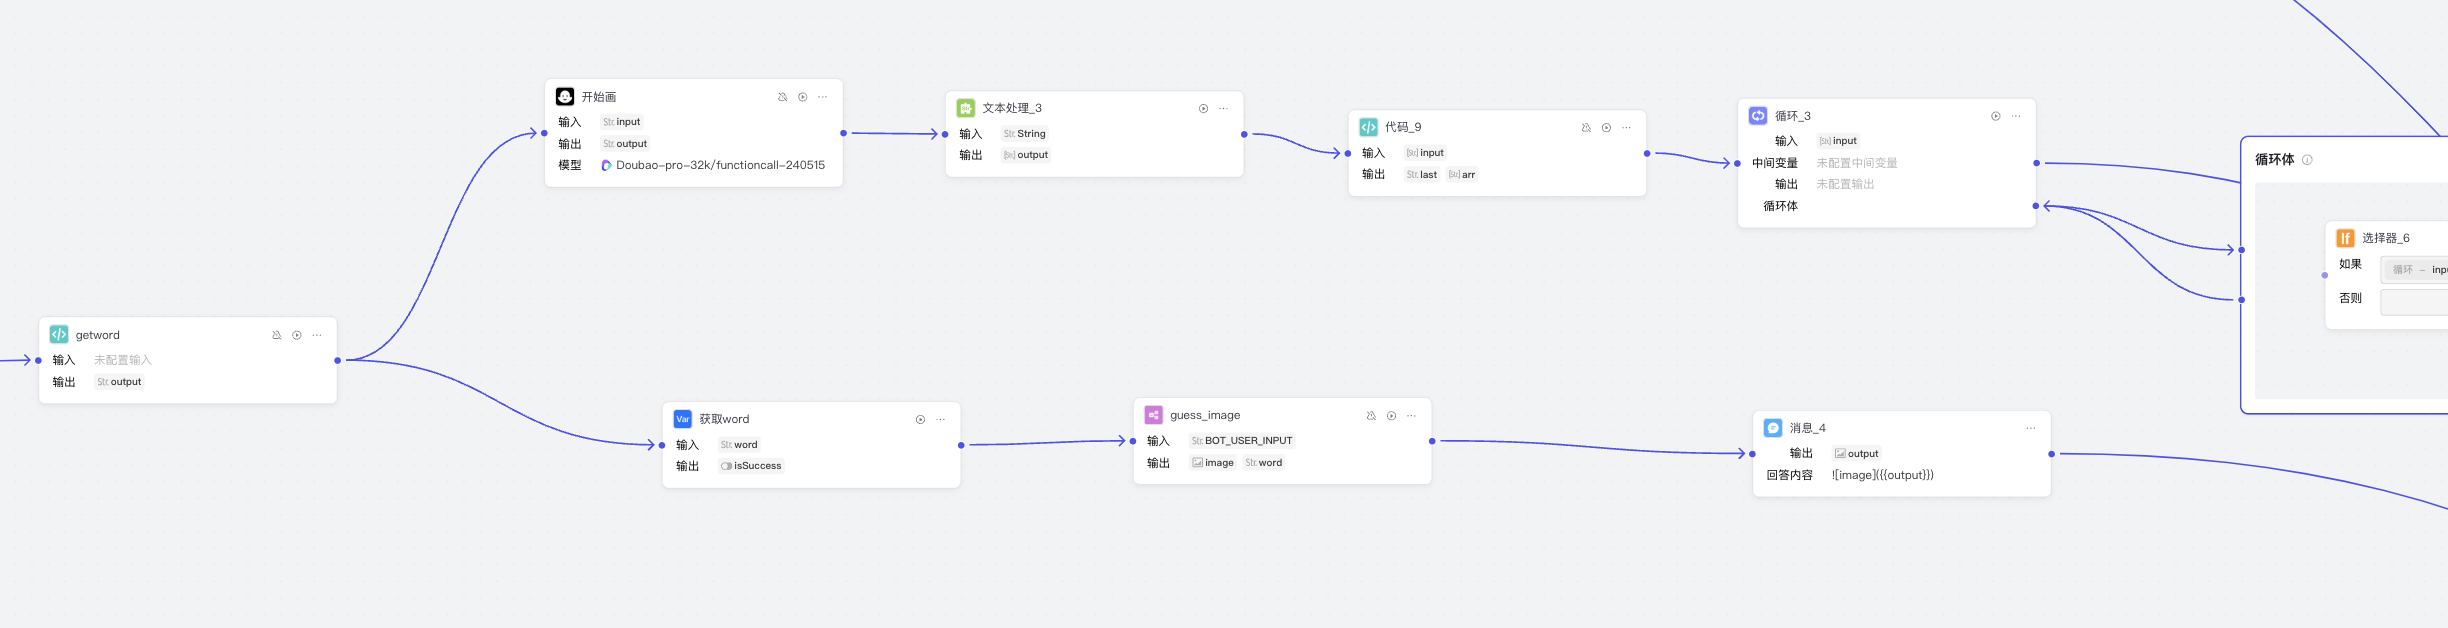 开始画
输入 Str. input
输出 Str. output
模型 Doubao-pro-32k/functioncall-240515
文本处理_3
输入 Str. String
输出 [Str] output
代码_9
输入 [Str] input
输出 Str. last [Str] arr
循环_3
输入 [Str] input
中间变量 未配置中间变量
输出 未配置输出
循环体
循环体
If 选择器_6
如果 循环 - inpu
否则
getword
输入 未配置输入
输出 Str. output
Var 获取word
输入 Str. word
输出 isSuccess
guess_image
输入 Str. BOT_USER_INPUT
输出 image Str. word
消息_4
输出 output
回答内容 ![image]({{output}})